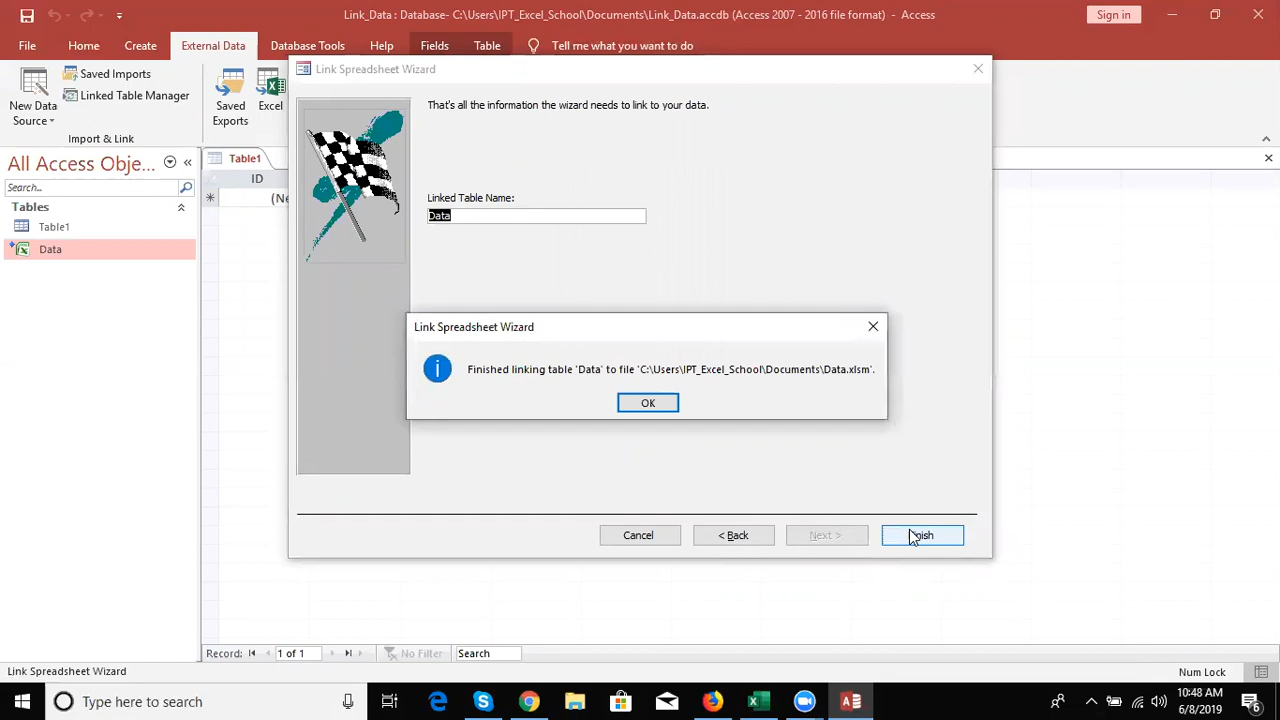 Link_Data : Database- C:\Users\IPT_Excel_School\Documents\Link_Data.accdb (Access 2007 - 2016 file format) - Access
Sign in
File
Home
Create
External Data
Database Tools
Help
Fields
Table
Tell me what you want to do
New Data
Source
Saved Imports
Linked Table Manager
Import & Link
Saved
Exports
Excel
Link Spreadsheet Wizard
That's all the information the wizard needs to link to your data.
Linked Table Name:
Data
All Access Obje...
Search...
Tables
Table1
Data
Table1
ID
(Ne
Link Spreadsheet Wizard
Finished linking table 'Data' to file 'C:\Users\IPT_Excel_School\Documents\Data.xlsm'.
OK
Cancel
< Back
Next >
Record:
1 of 1
No Filter
Search
Link Spreadsheet Wizard
Num Lock
Type here to search
10:48 AM
6/8/2019
6